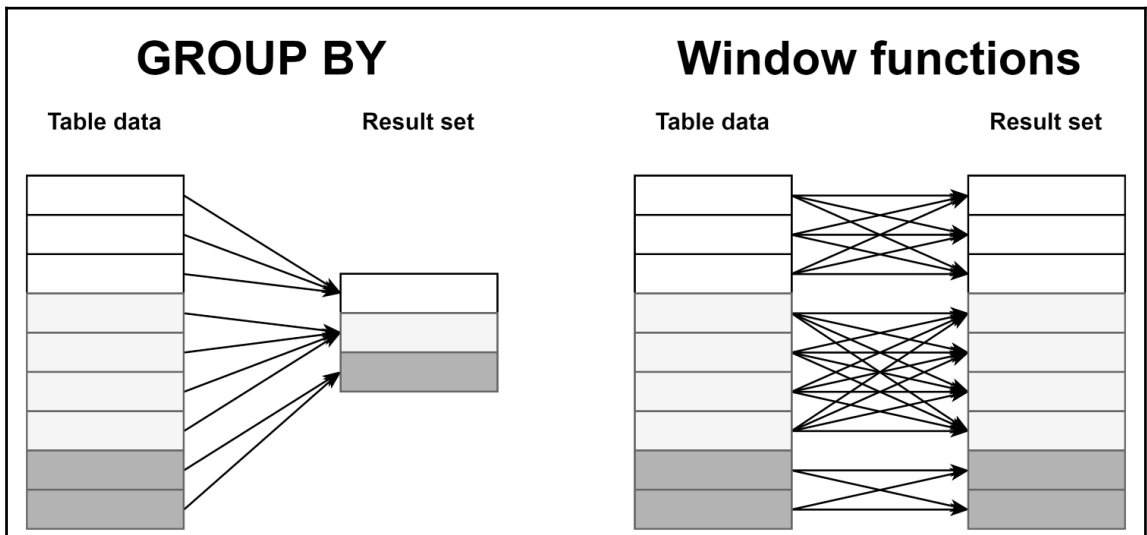 GROUP BY
Table data
Result set
Window functions
Table data
Result set